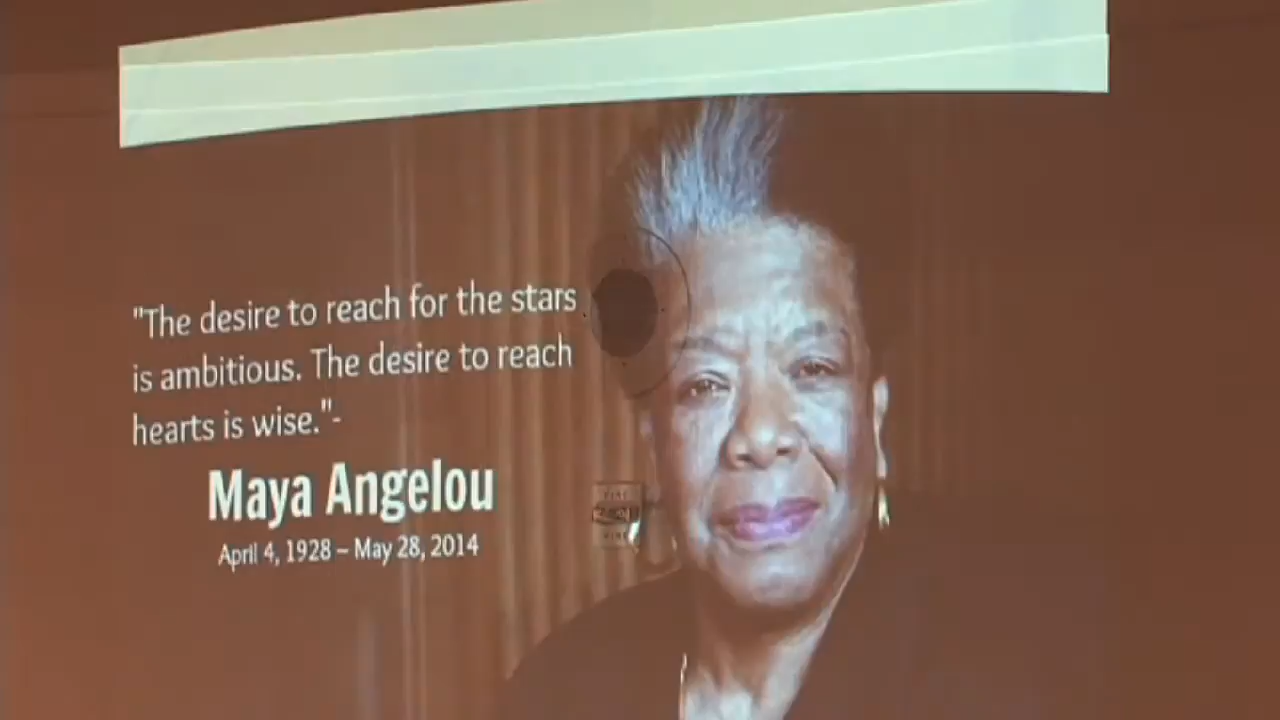 "The desire to reach for the stars
is ambitious. The desire to reach
hearts is wise."-
Maya Angelou
April 4, 1928 – May 28, 2014